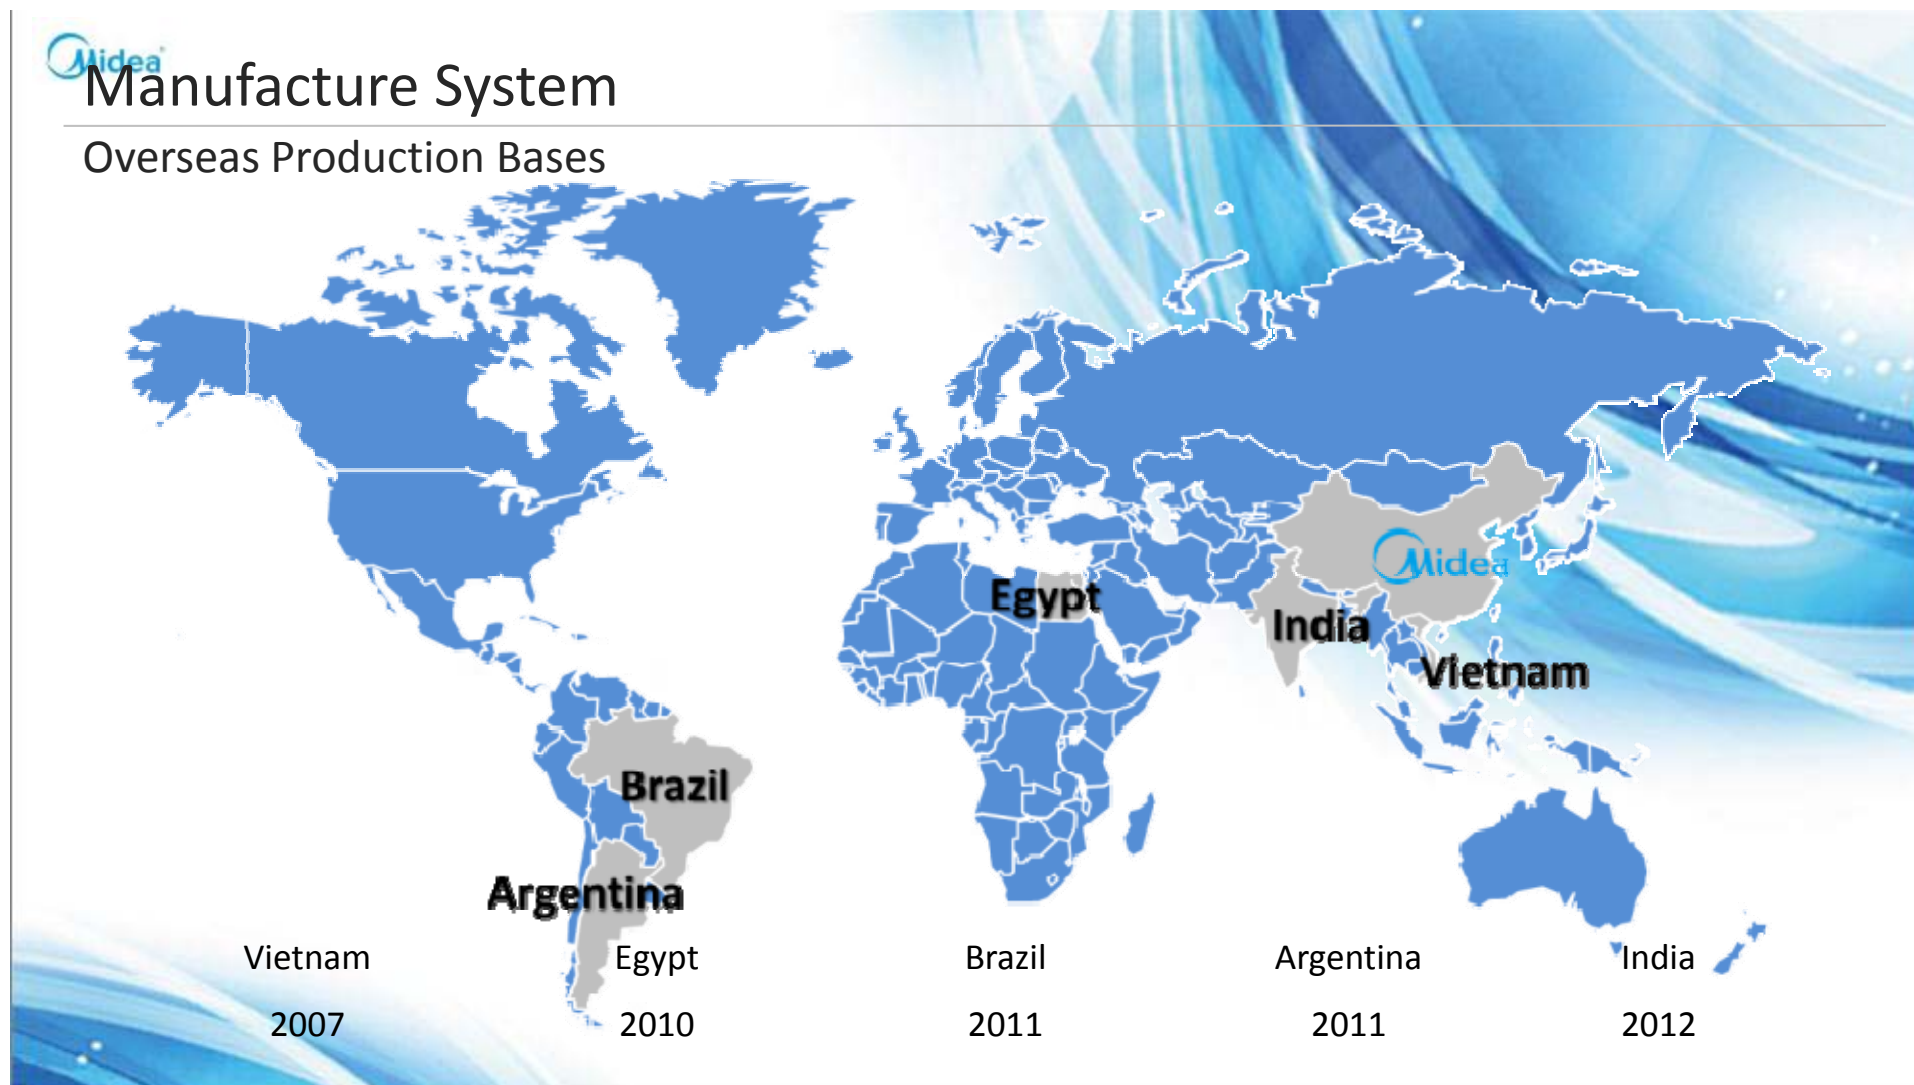 Midea
Manufacture System
Overseas Production Bases
Egypt
Midea
India
Vietnam
Brazil
Argentina
Vietnam Egypt Brazil Argentina India
2007 2010 2011 2011 2012